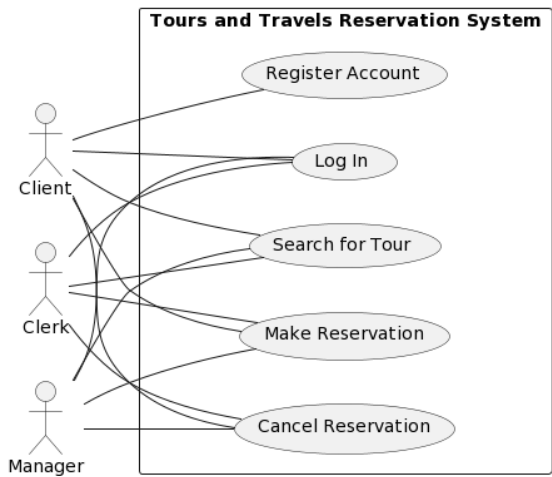 Tours and Travels Reservation System
Register Account
Client
Log In
Clerk
Search for Tour
Make Reservation
Manager
Cancel Reservation